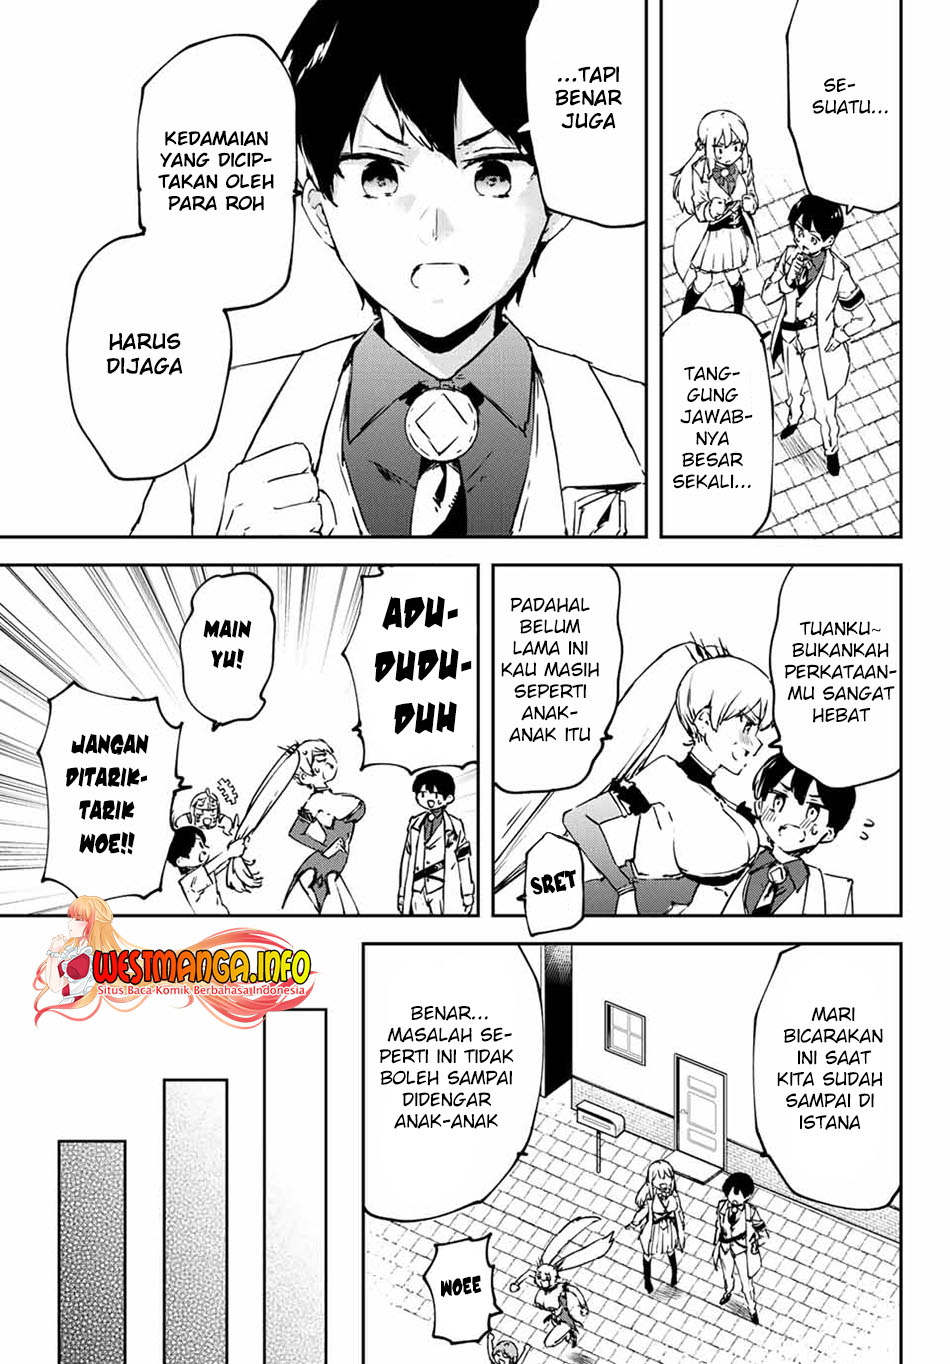 SE-
SUATU...
TANG-
GUNG
JAWAB-
NYA
BESAR
SEKALI...
...TAPI
BENAR
JUGA
KEDAMAIAN
YANG DICIP-
TAKAN OLEH
PARA ROH
HARUS
DIJAGA
TUANKU~
BUKANKAH
PERKATAAN-
MU SANGAT
HEBAT
PADAHAL
BELUM
LAMA INI
KAU MASIH
SEPERTI
ANAK-
ANAK ITU
SRET
ADU-
DUDU-
DUH
MAIN
YU!
JANGAN
DITARIK-
TARIK
WOE!!
WESTMANGA.INFO
Situs Baca Komik Berbahasa Indonesia
MARI
BICARAKAN
INI SAAT
KITA SUDAH
SAMPAI DI
ISTANA
BENAR...
MASALAH SE-
PERTI INI TIDAK
BOLEH SAMPAI
DIDENGAR
ANAK-ANAK
WOEE